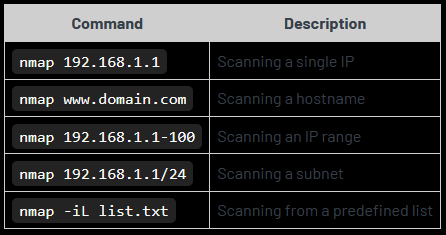 Command Description
nmap 192.168.1.1 Scanning a single IP
nmap www.domain.com Scanning a hostname
nmap 192.168.1.1-100 Scanning an IP range
nmap 192.168.1.1/24 Scanning a subnet
nmap -iL list.txt Scanning from a predefined list